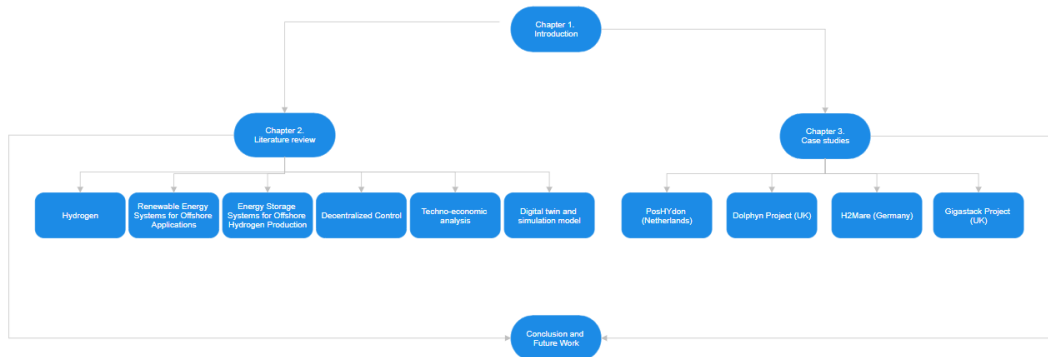 Chapter 1.
Introduction
Chapter 2.
Literature review
Chapter 3.
Case studies
Hydrogen
Renewable Energy
Systems for Offshore
Applications
Energy Storage
Systems for Offshore
Hydrogen Production
Decentralized Control
Techno-economic
analysis
Digital twin and
simulation model
PosHYdon
(Netherlands)
Dolphyn Project (UK)
H2Mare (Germany)
Gigastack Project
(UK)
Conclusion and
Future Work